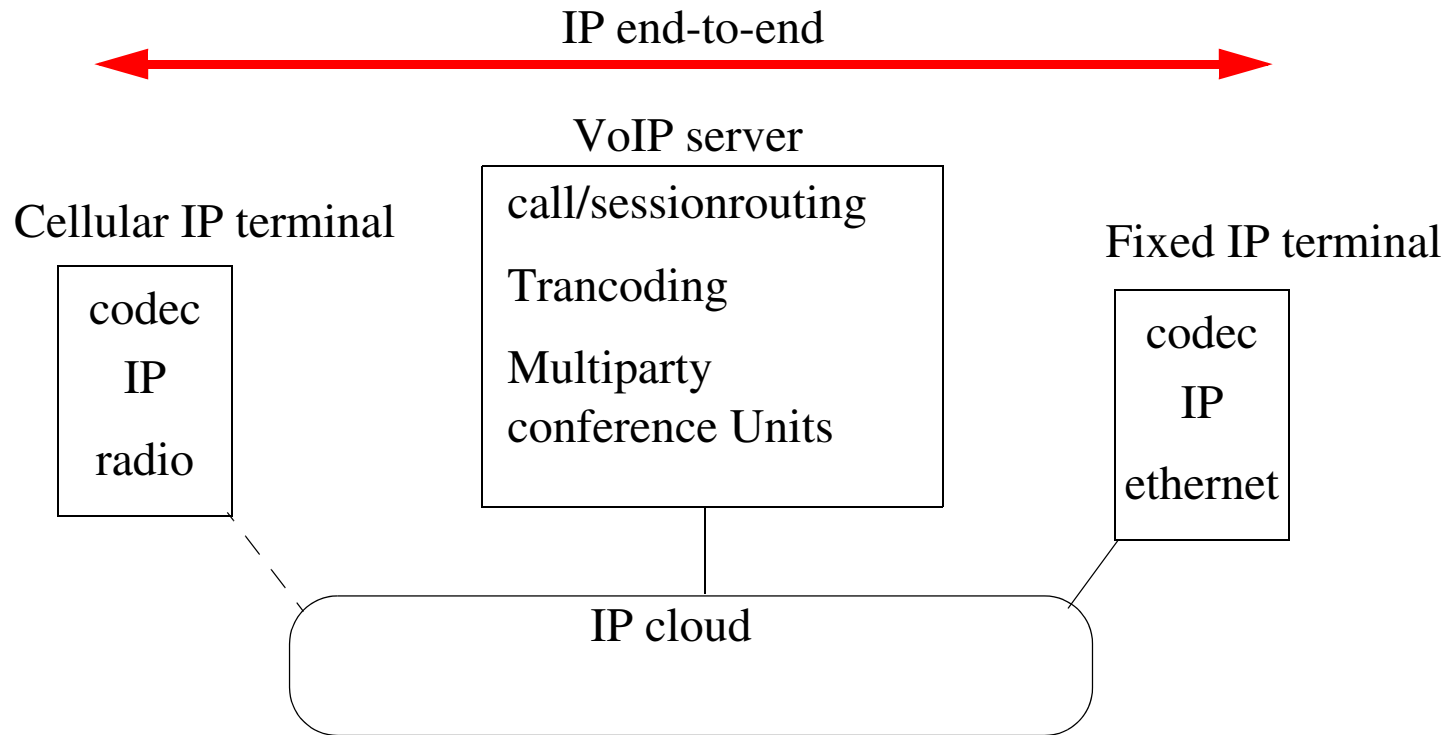 IP end-to-end
VoIP server
call/sessionrouting
Trancoding
Multiparty
conference Units
Cellular IP terminal
codec
IP
radio
Fixed IP terminal
codec
IP
ethernet
IP cloud